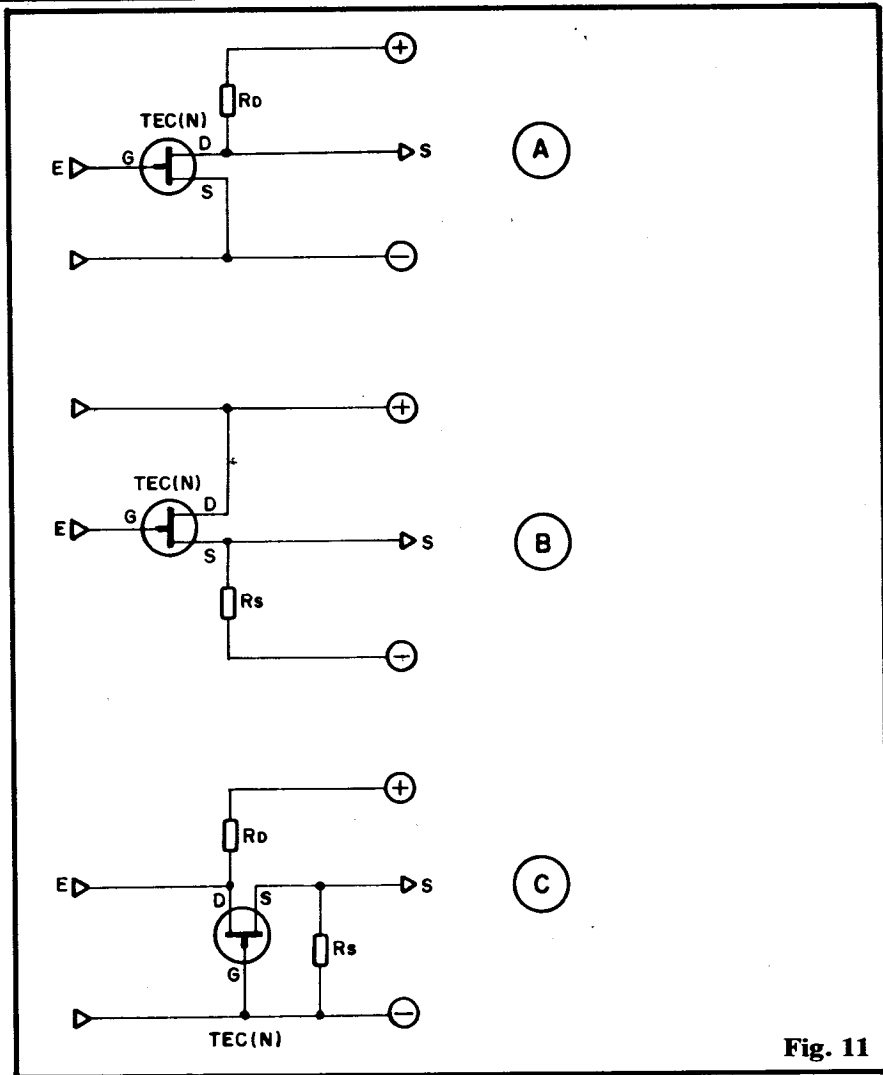 +
RD
TEC(N)
D
G
E
S
S
A
−
+
TEC(N)
D
G
E
S
S
B
Rs
−
+
RD
E
D
S
S
C
Rs
G
−
TEC(N)
Fig. 11